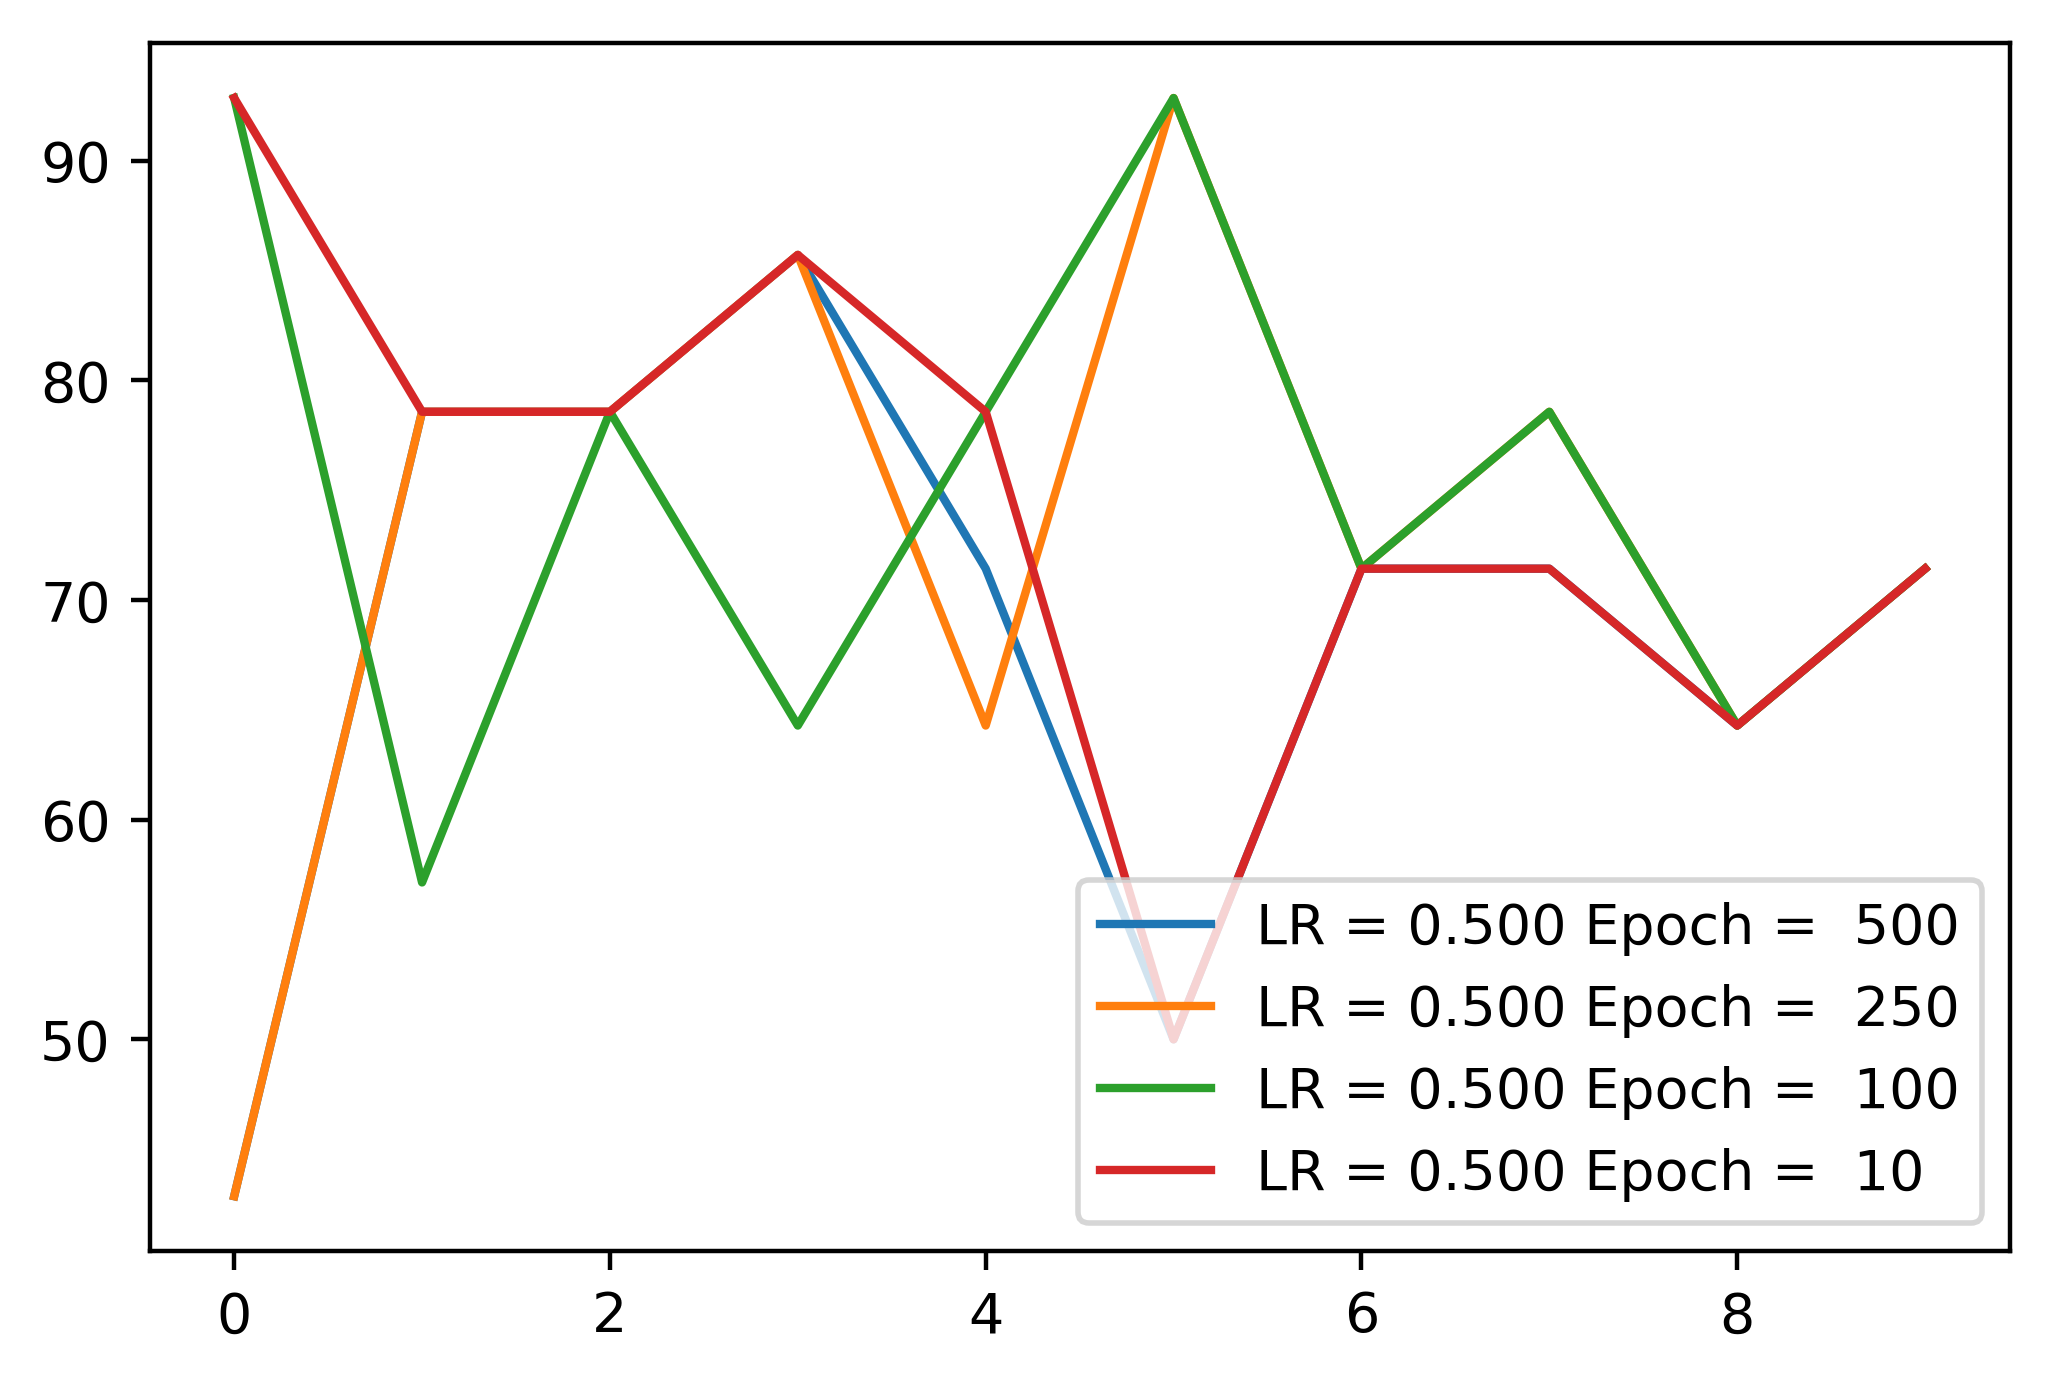 90
80
70
60
50
LR = 0.500 Epoch =  500
LR = 0.500 Epoch =  250
LR = 0.500 Epoch =  100
LR = 0.500 Epoch =  10
0 2 4 6 8